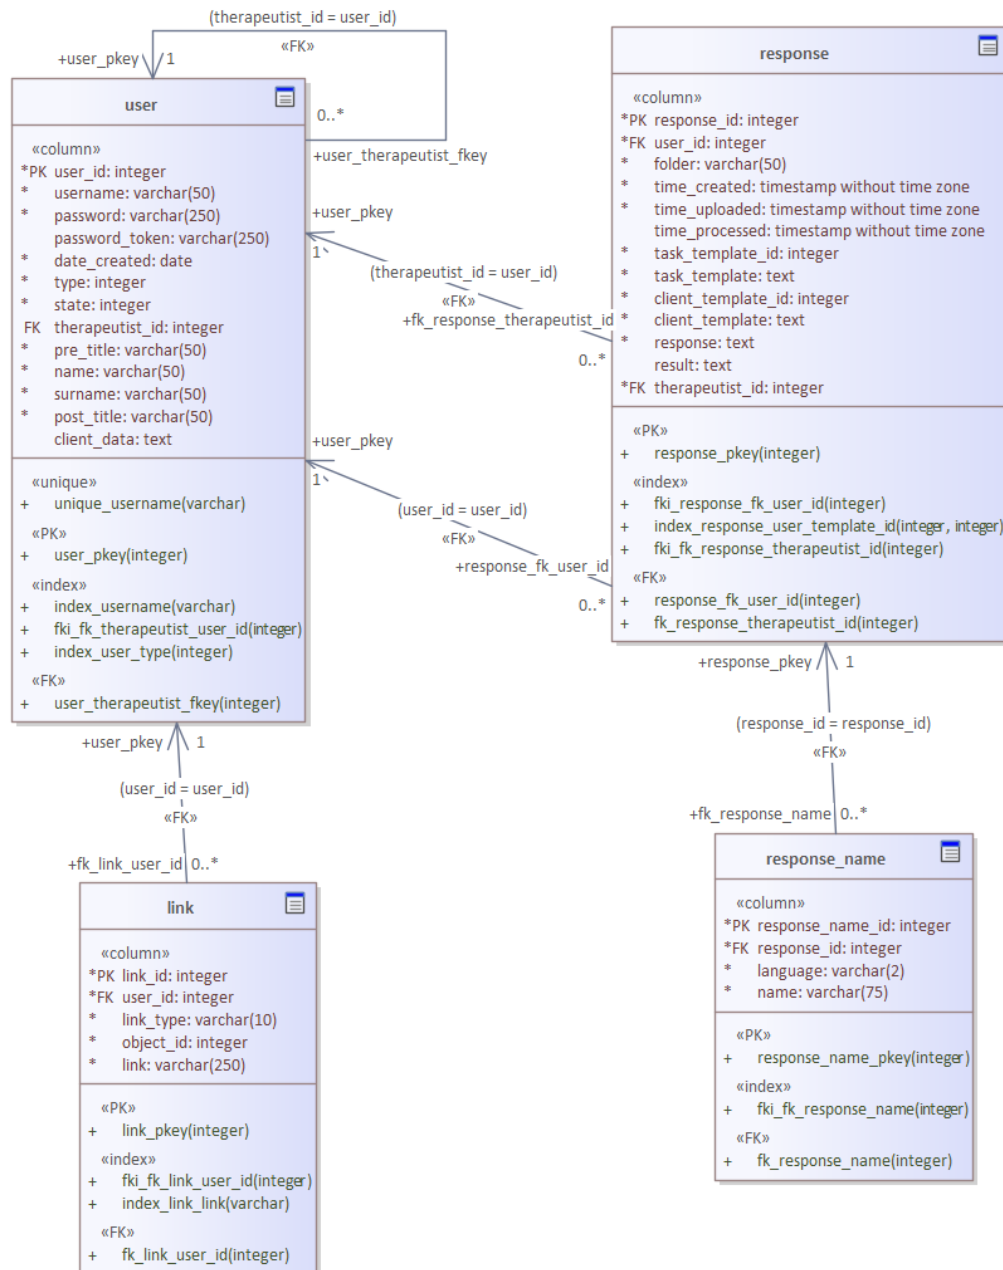 (therapeutist_id = user_id)
«FK»
+user_pkey
1
0..*
+user_therapeutist_fkey
user
«column»
*PK user_id: integer
* username: varchar(50)
* password: varchar(250)
password_token: varchar(250)
* date_created: date
* type: integer
* state: integer
FK therapeutist_id: integer
* pre_title: varchar(50)
* name: varchar(50)
* surname: varchar(50)
* post_title: varchar(50)
client_data: text
«unique»
+ unique_username(varchar)
«PK»
+ user_pkey(integer)
«index»
+ index_username(varchar)
+ fki_fk_therapeutist_user_id(integer)
+ index_user_type(integer)
«FK»
+ user_therapeutist_fkey(integer)
+user_pkey
1
(therapeutist_id = user_id)
«FK»
+fk_response_therapeutist_id
0..*
+user_pkey
1
(user_id = user_id)
«FK»
+response_fk_user_id
0..*
response
«column»
*PK response_id: integer
*FK user_id: integer
* folder: varchar(50)
* time_created: timestamp without time zone
* time_uploaded: timestamp without time zone
time_processed: timestamp without time zone
* task_template_id: integer
* task_template: text
* client_template_id: integer
* client_template: text
* response: text
result: text
*FK therapeutist_id: integer
«PK»
+ response_pkey(integer)
«index»
+ fki_response_fk_user_id(integer)
+ index_response_user_template_id(integer, integer)
+ fki_fk_response_therapeutist_id(integer)
«FK»
+ response_fk_user_id(integer)
+ fk_response_therapeutist_id(integer)
+user_pkey
1
(user_id = user_id)
«FK»
+fk_link_user_id
0..*
link
«column»
*PK link_id: integer
*FK user_id: integer
* link_type: varchar(10)
* object_id: integer
* link: varchar(250)
«PK»
+ link_pkey(integer)
«index»
+ fki_fk_link_user_id(integer)
+ index_link_link(varchar)
«FK»
+ fk_link_user_id(integer)
+response_pkey
1
(response_id = response_id)
«FK»
+fk_response_name
0..*
response_name
«column»
*PK response_name_id: integer
*FK response_id: integer
* language: varchar(2)
* name: varchar(75)
«PK»
+ response_name_pkey(integer)
«index»
+ fki_fk_response_name(integer)
«FK»
+ fk_response_name(integer)